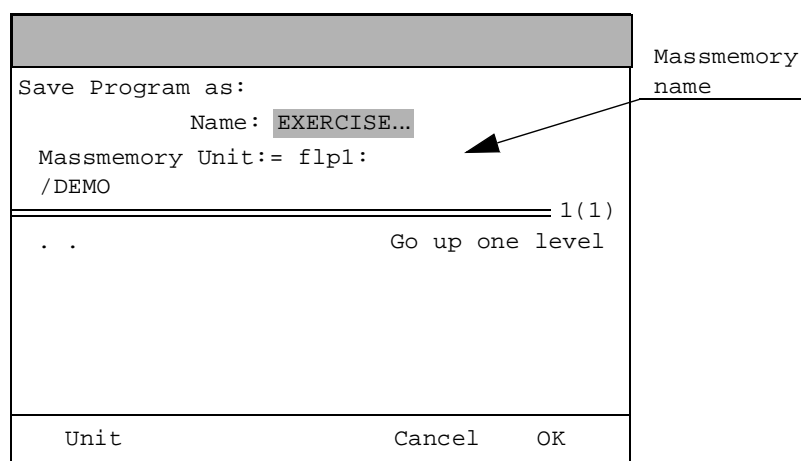 Massmemory
name
Save Program as:
Name: EXERCISE...
Massmemory Unit:= flp1:
/DEMO
1(1)
. . Go up one level
Unit Cancel OK